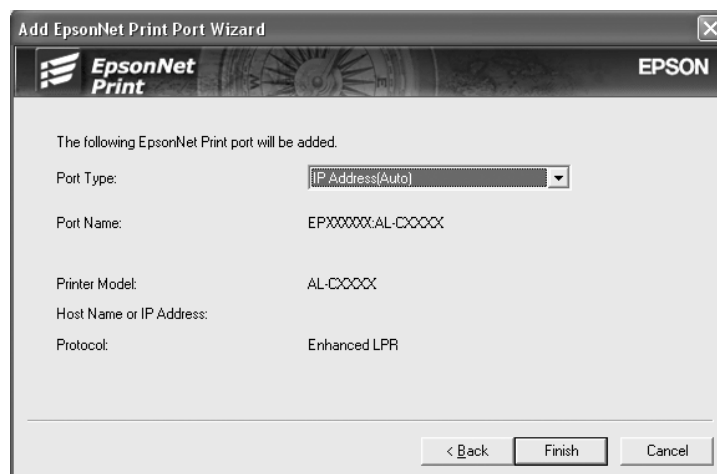 Add EpsonNet Print Port Wizard
EpsonNet
Print
EPSON
The following EpsonNet Print port will be added.
Port Type: IP Address(Auto)
Port Name: EPXXXXXX:AL-CXXXX
Printer Model: AL-CXXXX
Host Name or IP Address:
Protocol: Enhanced LPR
< Back Finish Cancel